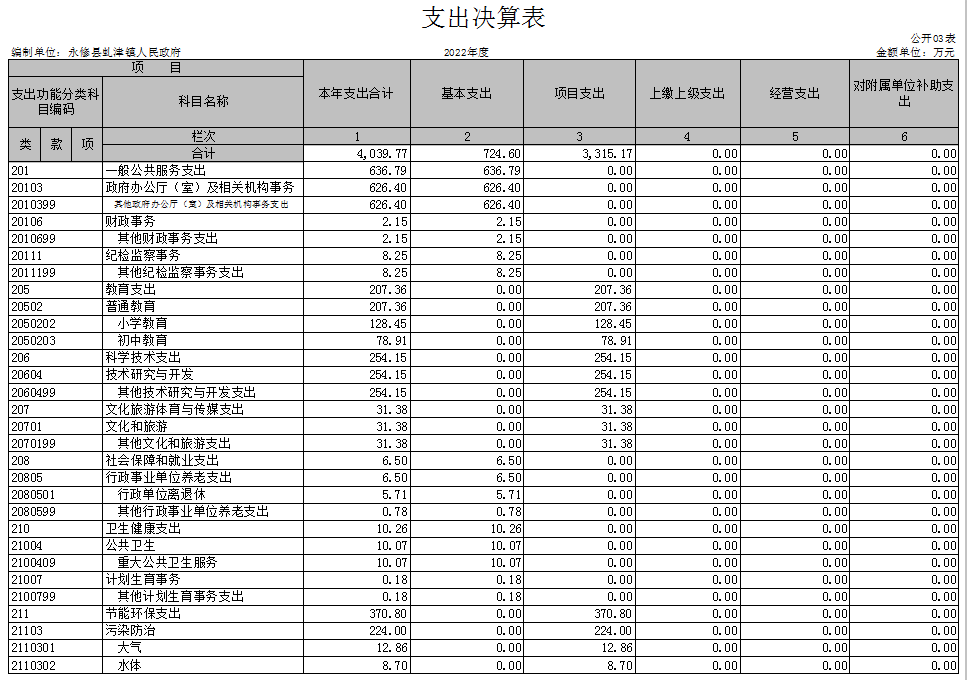 支出决算表
公开03表
编制单位：永修县虬津镇人民政府 2022年度 金额单位：万元
项 目 本年支出合计 基本支出 项目支出 上缴上级支出 经营支出 对附属单位补助支出
支出功能分类科目编码 科目名称
类 款 项 栏次 1 2 3 4 5 6
合计 4,039.77 724.60 3,315.17 0.00 0.00 0.00
201 一般公共服务支出 636.79 636.79 0.00 0.00 0.00 0.00
20103 政府办公厅（室）及相关机构事务 626.40 626.40 0.00 0.00 0.00 0.00
2010399 其他政府办公厅（室）及相关机构事务支出 626.40 626.40 0.00 0.00 0.00 0.00
20106 财政事务 2.15 2.15 0.00 0.00 0.00 0.00
2010699 其他财政事务支出 2.15 2.15 0.00 0.00 0.00 0.00
20111 纪检监察事务 8.25 8.25 0.00 0.00 0.00 0.00
2011199 其他纪检监察事务支出 8.25 8.25 0.00 0.00 0.00 0.00
205 教育支出 207.36 0.00 207.36 0.00 0.00 0.00
20502 普通教育 207.36 0.00 207.36 0.00 0.00 0.00
2050202 小学教育 128.45 0.00 128.45 0.00 0.00 0.00
2050203 初中教育 78.91 0.00 78.91 0.00 0.00 0.00
206 科学技术支出 254.15 0.00 254.15 0.00 0.00 0.00
20604 技术研究与开发 254.15 0.00 254.15 0.00 0.00 0.00
2060499 其他技术研究与开发支出 254.15 0.00 254.15 0.00 0.00 0.00
207 文化旅游体育与传媒支出 31.38 0.00 31.38 0.00 0.00 0.00
20701 文化和旅游 31.38 0.00 31.38 0.00 0.00 0.00
2070199 其他文化和旅游支出 31.38 0.00 31.38 0.00 0.00 0.00
208 社会保障和就业支出 6.50 6.50 0.00 0.00 0.00 0.00
20805 行政事业单位养老支出 6.50 6.50 0.00 0.00 0.00 0.00
2080501 行政单位离退休 5.71 5.71 0.00 0.00 0.00 0.00
2080599 其他行政事业单位养老支出 0.78 0.78 0.00 0.00 0.00 0.00
210 卫生健康支出 10.26 10.26 0.00 0.00 0.00 0.00
21004 公共卫生 10.07 10.07 0.00 0.00 0.00 0.00
2100409 重大公共卫生服务 10.07 10.07 0.00 0.00 0.00 0.00
21007 计划生育事务 0.18 0.18 0.00 0.00 0.00 0.00
2100799 其他计划生育事务支出 0.18 0.18 0.00 0.00 0.00 0.00
211 节能环保支出 370.80 0.00 370.80 0.00 0.00 0.00
21103 污染防治 224.00 0.00 224.00 0.00 0.00 0.00
2110301 大气 12.86 0.00 12.86 0.00 0.00 0.00
2110302 水体 8.70 0.00 8.70 0.00 0.00 0.00